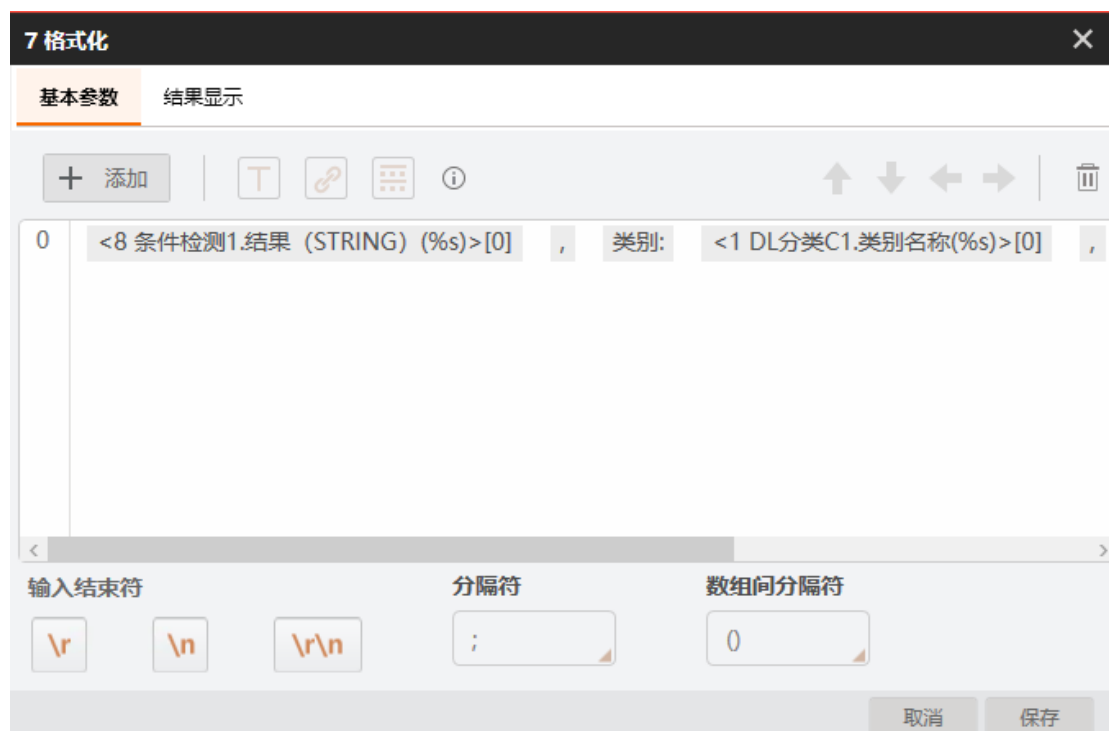 7 格式化
基本参数 结果显示
添加
0 <8 条件检测1.结果（STRING）(%s)>[0] , 类别: <1 DL分类C1.类别名称(%s)>[0] ,
输入结束符 分隔符 数组间分隔符
\r \n \r\n ; ()
取消 保存